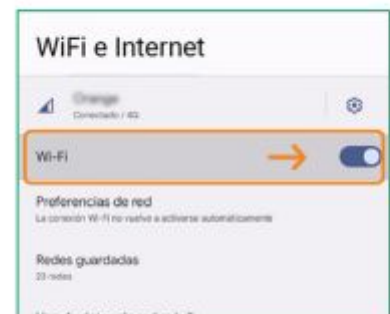 WiFi e Internet
Orange
Conectado / 4G
Wi-Fi
Preferencias de red
La conexión Wi-Fi no vuelve a activarse automáticamente
Redes guardadas
23 redes